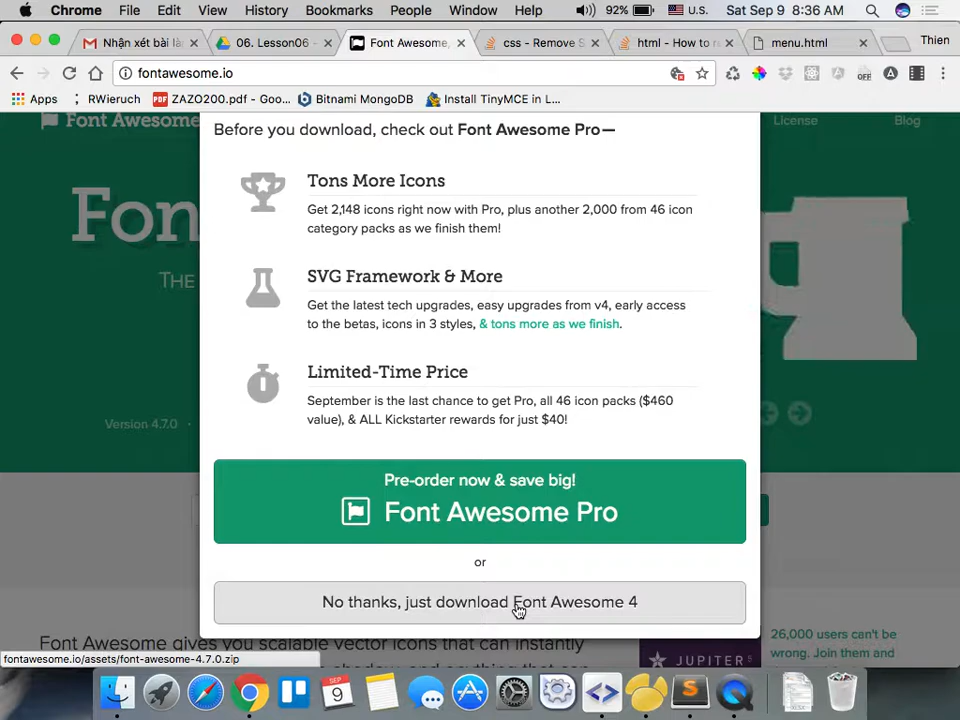 Chrome File Edit View History Bookmarks People Window Help 92% U.S. Sat Sep 9 8:36 AM
Nhận xét bài là 06. Lesson06 - Font Awesome, css - Remove S html - How to re menu.html Thien
fontawesome.io OFF
Apps RWieruch ZAZO200.pdf - Goo... Bitnami MongoDB Install TinyMCE in L...
Font Awesome License Blog
Before you download, check out Font Awesome Pro—
Tons More Icons
Get 2,148 icons right now with Pro, plus another 2,000 from 46 icon
category packs as we finish them!
Fon
THE
SVG Framework & More
Get the latest tech upgrades, easy upgrades from v4, early access
to the betas, icons in 3 styles, & tons more as we finish.
Limited-Time Price
September is the last chance to get Pro, all 46 icon packs ($460
value), & ALL Kickstarter rewards for just $40!
Version 4.7.0 ·
Pre-order now & save big!
Font Awesome Pro
or
No thanks, just download Font Awesome 4
Font Awesome gives you scalable vector icons that can instantly
26,000 users can't be
wrong. Join them and
JUPITER
fontawesome.io/assets/font-awesome-4.7.0.zip
SEP
9
XLSX